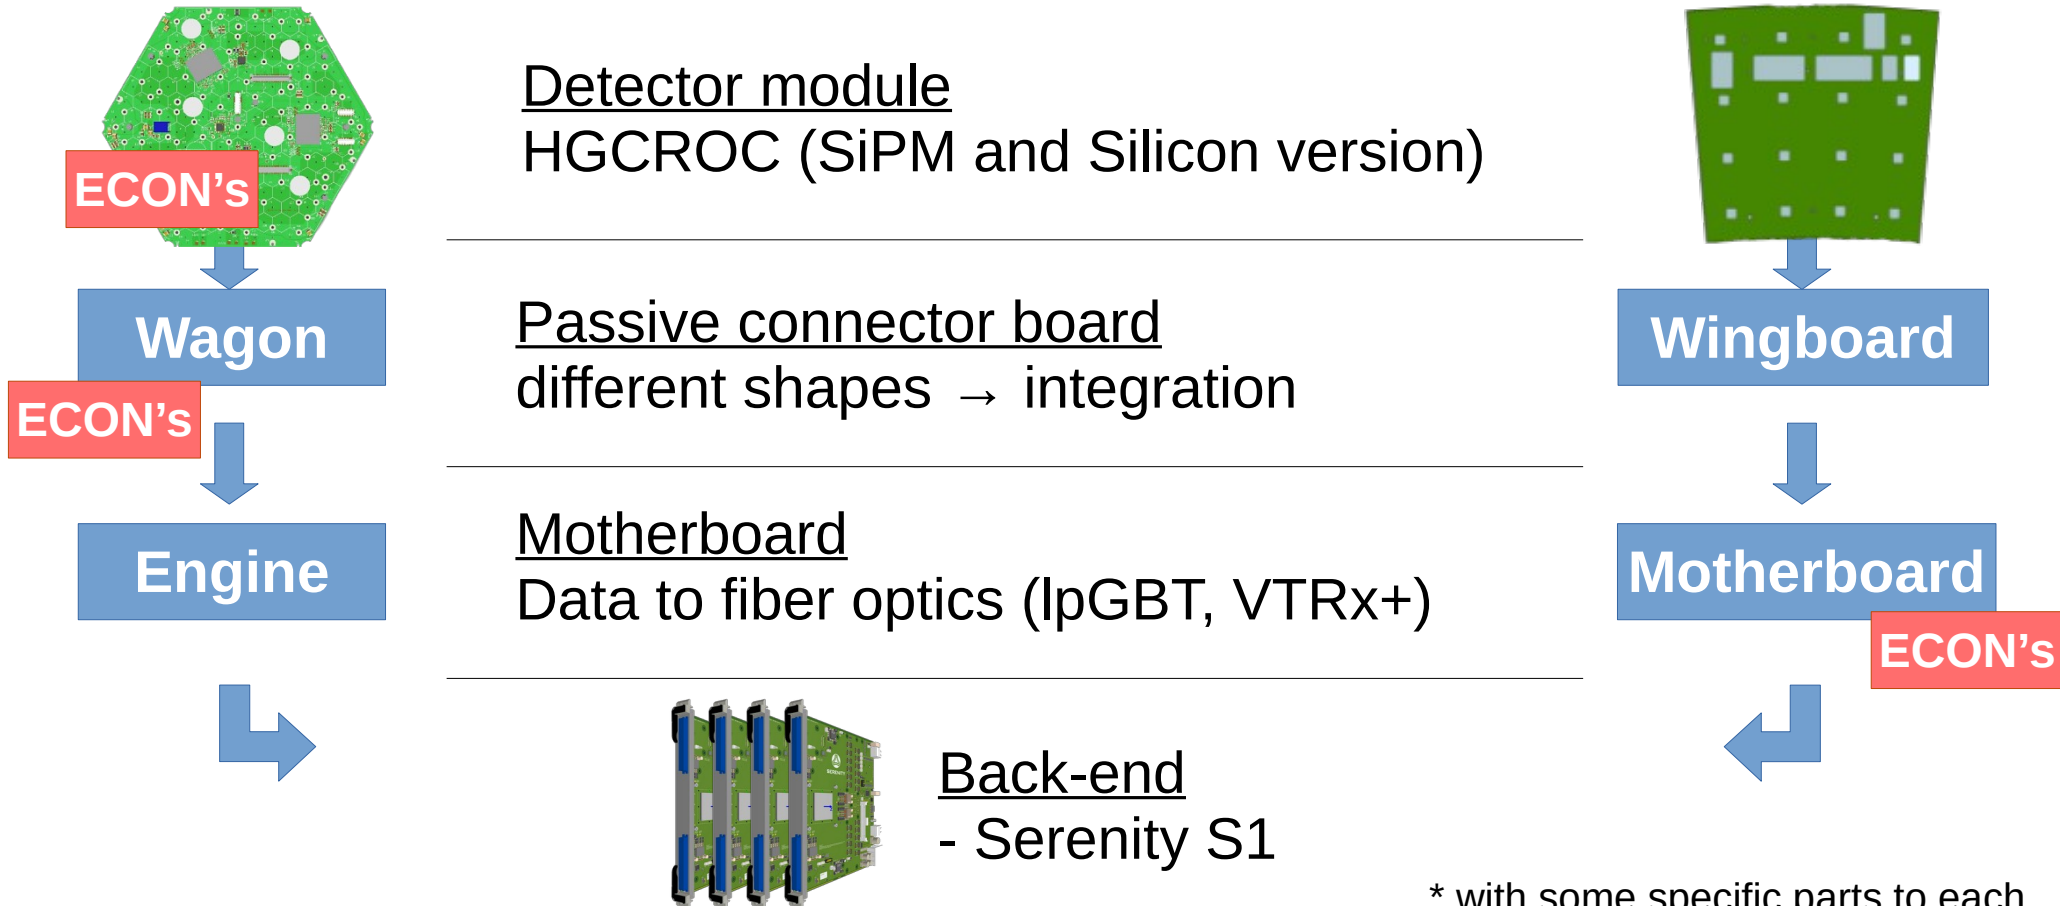 Detector module
HGCROC (SiPM and Silicon version)
ECON's
Wagon
Passive connector board
different shapes → integration
Wingboard
ECON's
Engine
Motherboard
Data to fiber optics (lpGBT, VTRx+)
Motherboard
ECON's
SERENITY
Back-end
- Serenity S1
* with some specific parts to each